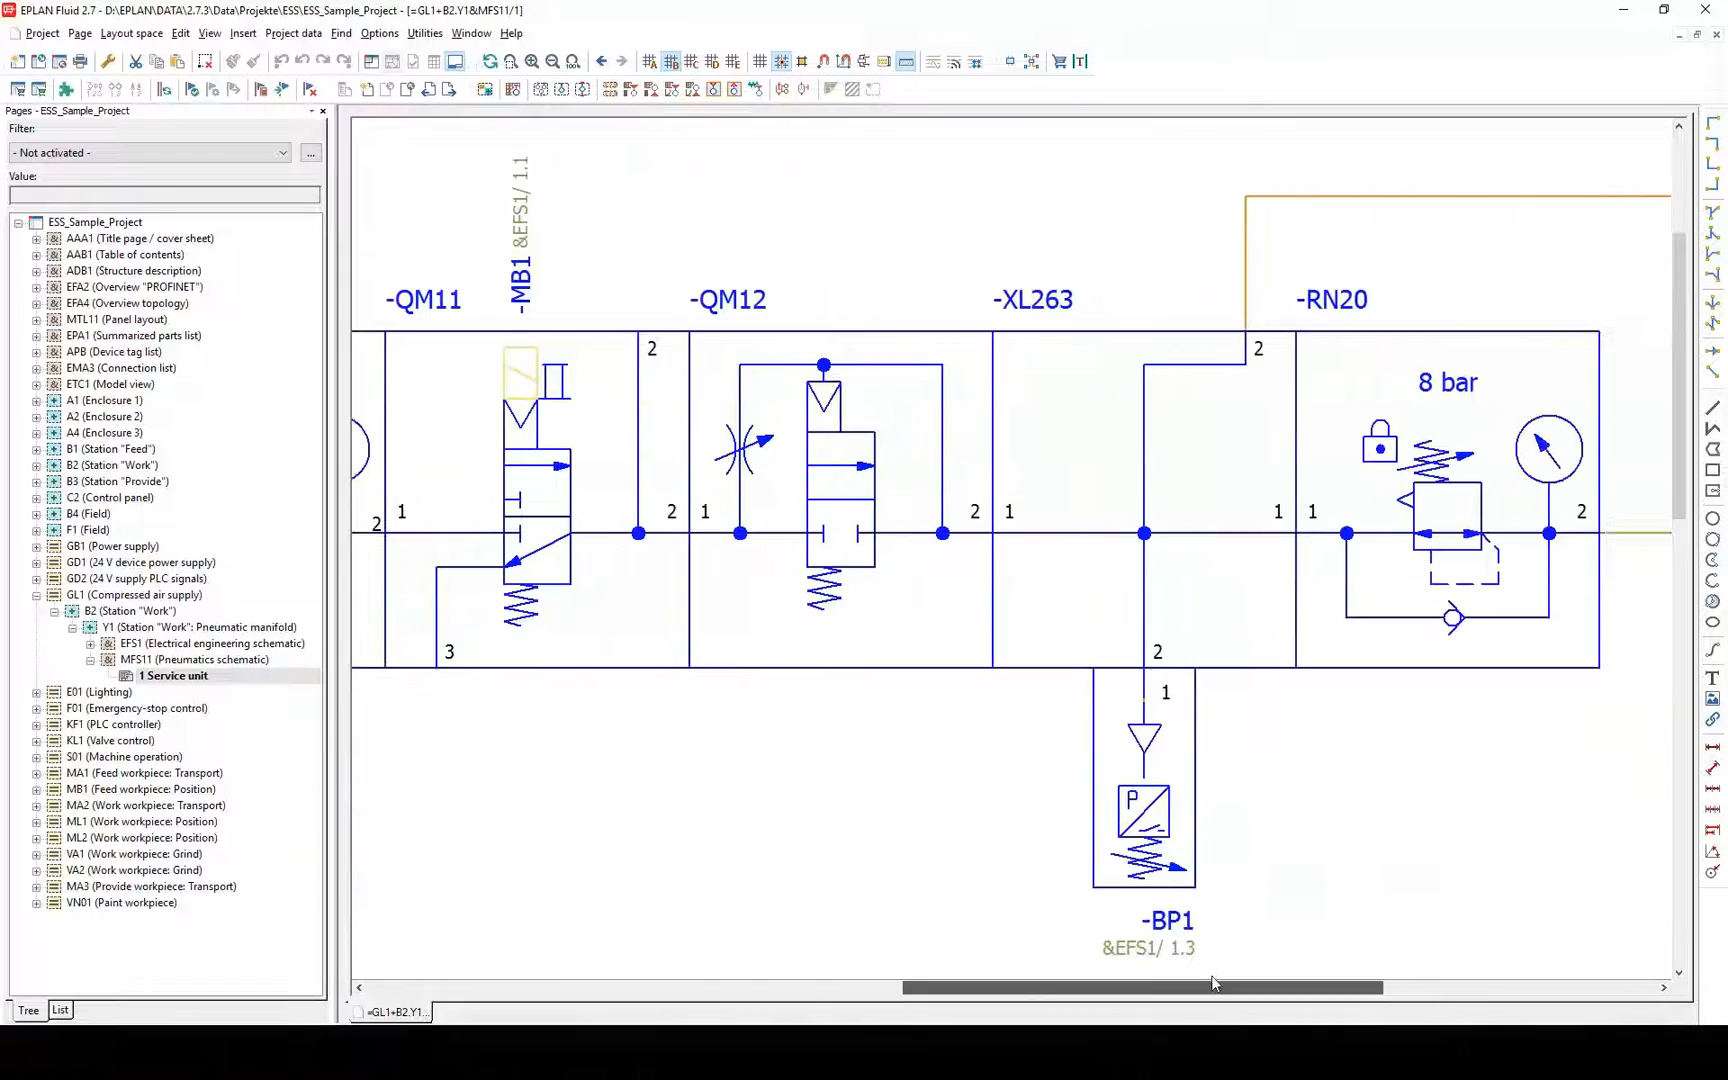 EPLAN Fluid 2.7 - D:\EPLAN\DATA\2.7.3\Data\Projekte\ESS\ESS_Sample_Project - [=GL1+B2.Y1&MFS11/1]
Project Page Layout space Edit View Insert Project data Find Options Utilities Window Help
Pages - ESS_Sample_Project
Filter:
- Not activated -
...
Value:
ESS_Sample_Project
AAA1 (Title page / cover sheet)
AAB1 (Table of contents)
ADB1 (Structure description)
EFA2 (Overview "PROFINET")
EFA4 (Overview topology)
MTL11 (Panel layout)
EPA1 (Summarized parts list)
APB (Device tag list)
EMA3 (Connection list)
ETC1 (Model view)
A1 (Enclosure 1)
A2 (Enclosure 2)
A4 (Enclosure 3)
B1 (Station "Feed")
B2 (Station "Work")
B3 (Station "Provide")
C2 (Control panel)
B4 (Field)
F1 (Field)
GB1 (Power supply)
GD1 (24 V device power supply)
GD2 (24 V supply PLC signals)
GL1 (Compressed air supply)
B2 (Station "Work")
Y1 (Station "Work": Pneumatic manifold)
EFS1 (Electrical engineering schematic)
MFS11 (Pneumatics schematic)
1 Service unit
E01 (Lighting)
F01 (Emergency-stop control)
KF1 (PLC controller)
KL1 (Valve control)
S01 (Machine operation)
MA1 (Feed workpiece: Transport)
MB1 (Feed workpiece: Position)
MA2 (Work workpiece: Transport)
ML1 (Work workpiece: Position)
ML2 (Work workpiece: Position)
VA1 (Work workpiece: Grind)
VA2 (Work workpiece: Grind)
MA3 (Provide workpiece: Transport)
VN01 (Paint workpiece)
Tree List
-MB1 &EFS1/ 1.1
-QM11 -QM12 -XL263 -RN20
2 2
8 bar
2 1 2 1 2 1 1 1 2
3 2
1
P
-BP1
&EFS1/ 1.3
=GL1+B2.Y1...